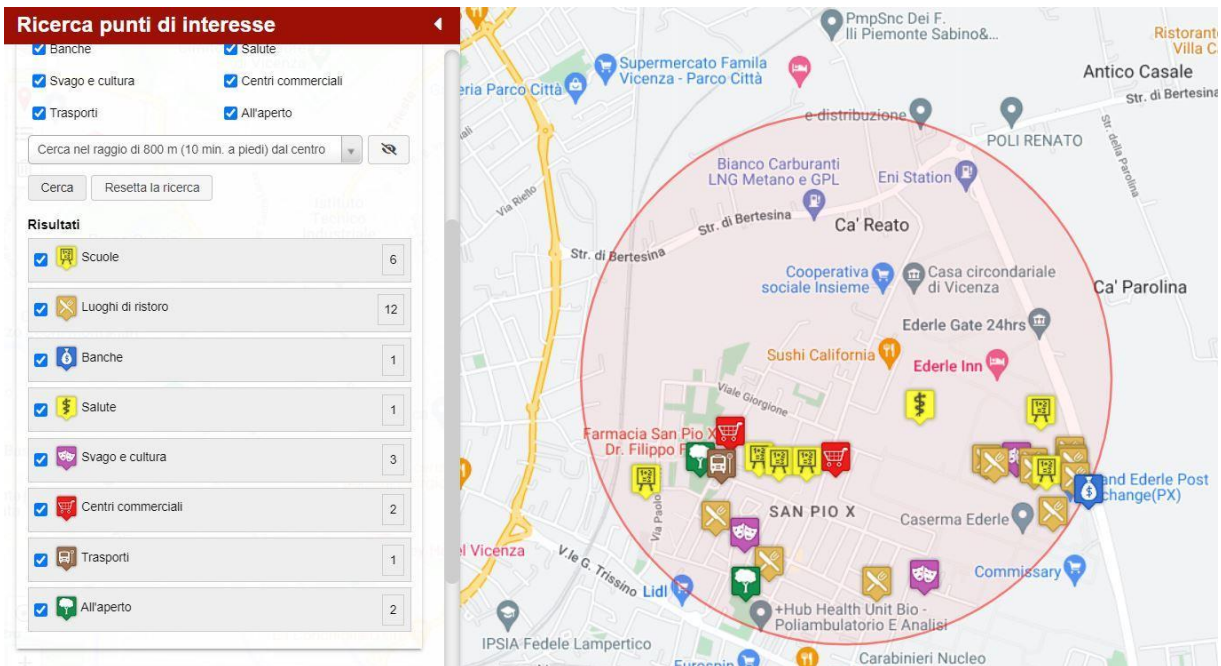 Ricerca punti di interesse
Banche
Salute
Svago e cultura
Centri commerciali
Trasporti
All'aperto
Cerca nel raggio di 800 m (10 min. a piedi) dal centro
Cerca
Resetta la ricerca
Risultati
Scuole
6
Luoghi di ristoro
12
Banche
1
Salute
1
Svago e cultura
3
Centri commerciali
2
Trasporti
1
All'aperto
2
PmpSnc Dei F.
lli Piemonte Sabino&...
Ristorant
Villa C
Supermercato Famila
Vicenza - Parco Città
Antico Casale
eria Parco Città
Str. di Bertesina
e-distribuzione
POLI RENATO
Str. della Parolina
Bianco Carburanti
LNG Metano e GPL
Eni Station
Via Riello
Str. di Bertesina
Ca' Reato
Str. di Bertesina
Cooperativa
sociale Insieme
Casa circondariale
di Vicenza
Ca' Parolina
Ederle Gate 24hrs
Sushi California
Ederle Inn
Viale Giorgione
Farmacia San Pio X
Dr. Filippo F
and Ederle Post
change(PX)
SAN PIO X
Caserma Ederle
Via Paolo
el Vicenza
V.le G. Trissino
Lidl
Commissary
+Hub Health Unit Bio -
Poliambulatorio E Analisi
IPSIA Fedele Lampertico
Eurospin
Carabinieri Nucleo